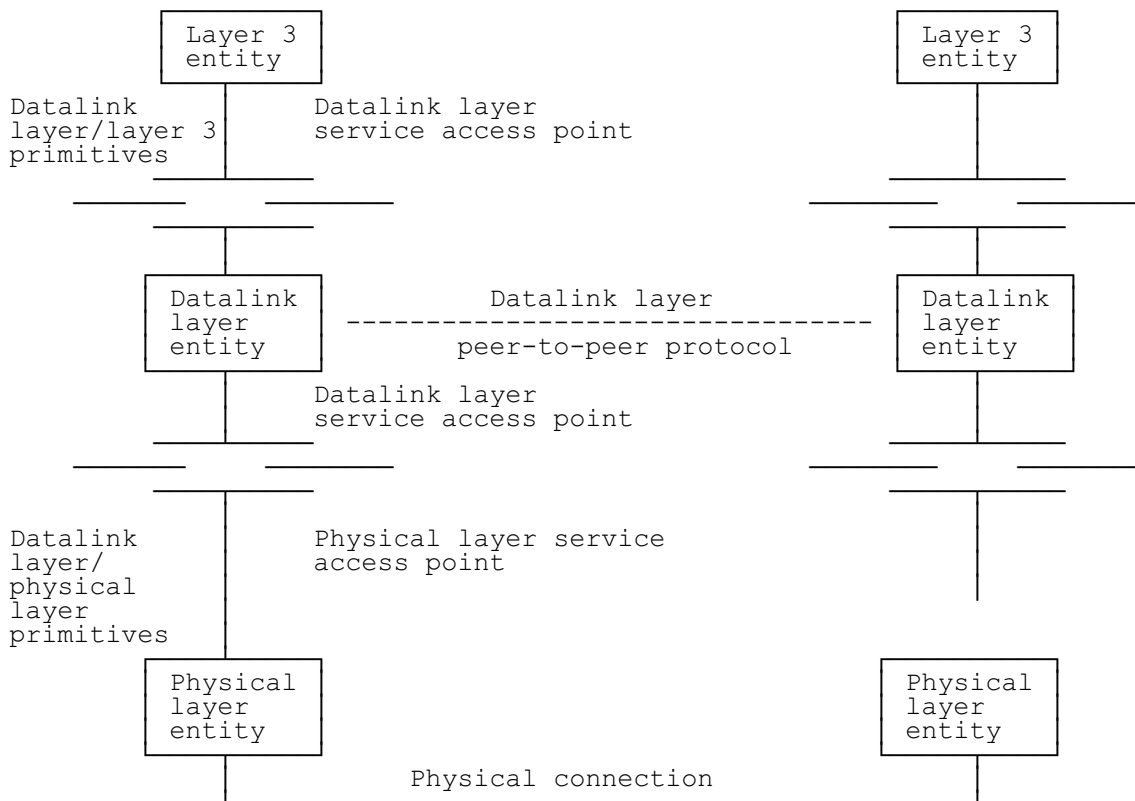 Layer 3
entity
Layer 3
entity
Datalink
layer/layer 3
primitives
Datalink layer
service access point
Datalink
layer
entity
Datalink layer
peer-to-peer protocol
Datalink
layer
entity
Datalink layer
service access point
Datalink
layer/
physical
layer
primitives
Physical layer service
access point
Physical
layer
entity
Physical
layer
entity
Physical connection